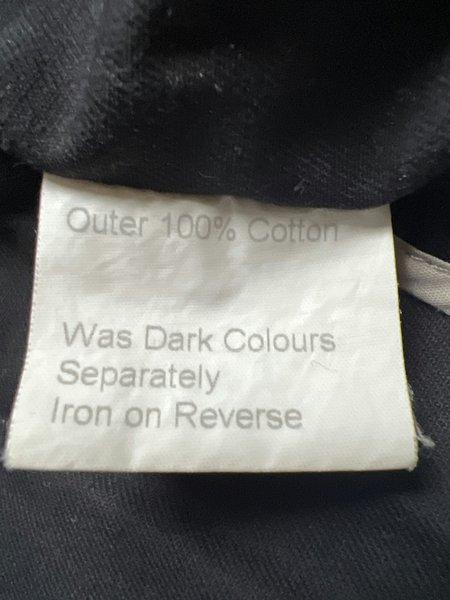 Outer 100% Cotton
Was Dark Colours
Separately
Iron on Reverse